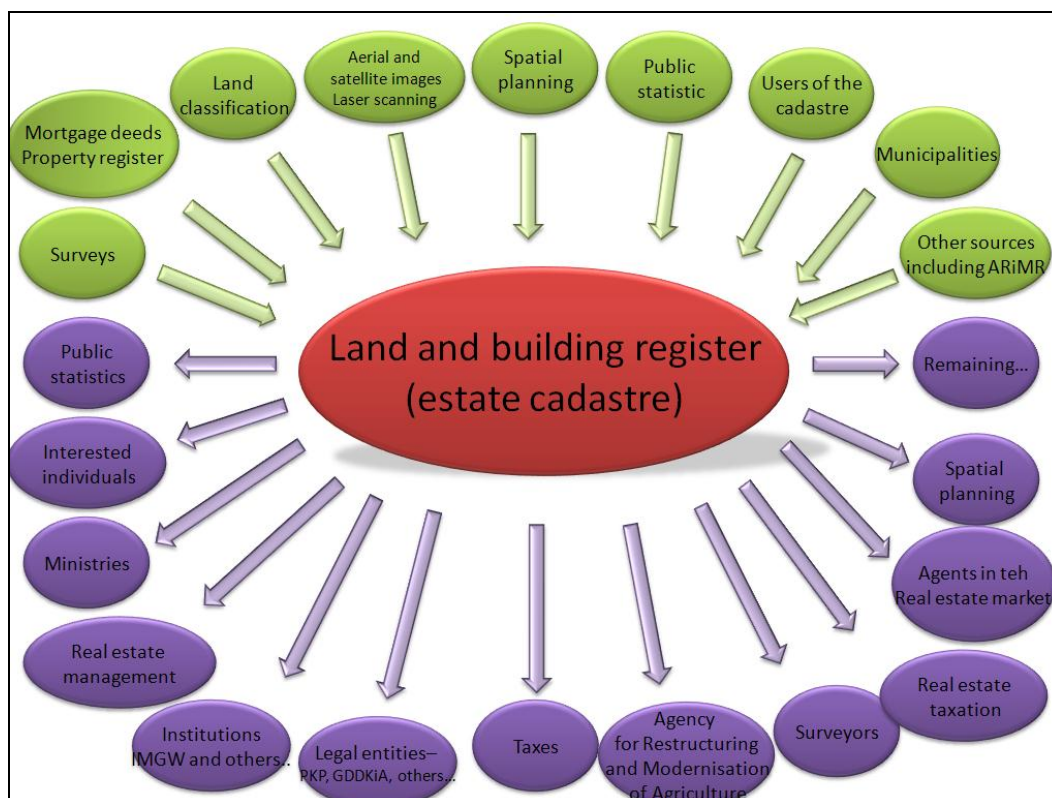 Mortgage deeds
Property register
Land
classification
Aerial and
satellite images
Laser scanning
Spatial
planning
Public
statistic
Users of the
cadastre
Municipalities
Surveys
Other sources
including ARiMR
Land and building register
(estate cadastre)
Public
statistics
Remaining...
Interested
individuals
Spatial
planning
Ministries
Agents in teh
Real estate market
Real estate
management
Real estate
taxation
Institutions
IMGW and others..
Legal entities–
PKP, GDDKiA, others...
Taxes
Agency
for Restructuring
and Modernisation
of Agriculture
Surveyors